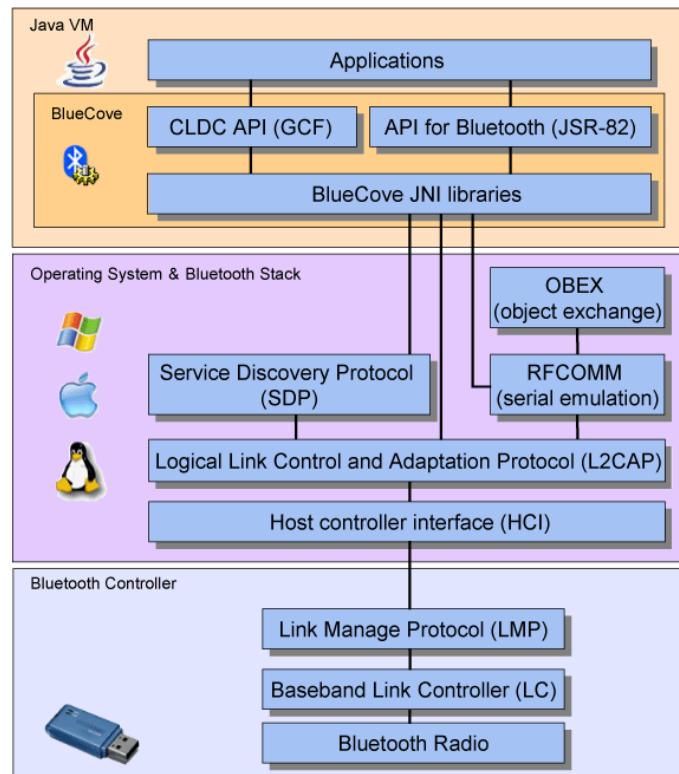 Java VM
Applications
BlueCove
CLDC API (GCF)
API for Bluetooth (JSR-82)
BlueCove JNI libraries
Operating System & Bluetooth Stack
OBEX
(object exchange)
Service Discovery Protocol
(SDP)
RFCOMM
(serial emulation)
Logical Link Control and Adaptation Protocol (L2CAP)
Host controller interface (HCI)
Bluetooth Controller
Link Manage Protocol (LMP)
Baseband Link Controller (LC)
Bluetooth Radio